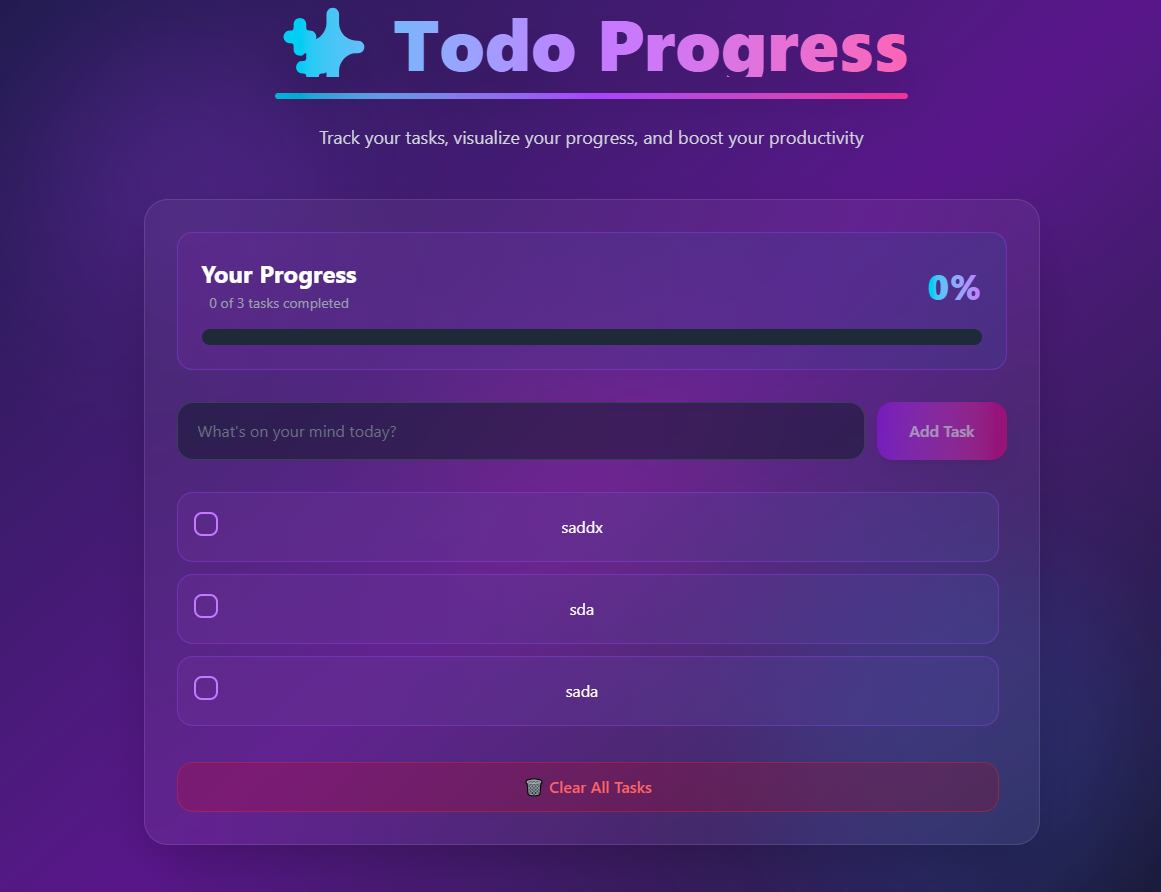 Todo Progress
Track your tasks, visualize your progress, and boost your productivity
Your Progress
0 of 3 tasks completed
0%
What's on your mind today?
Add Task
saddx
sda
sada
Clear All Tasks